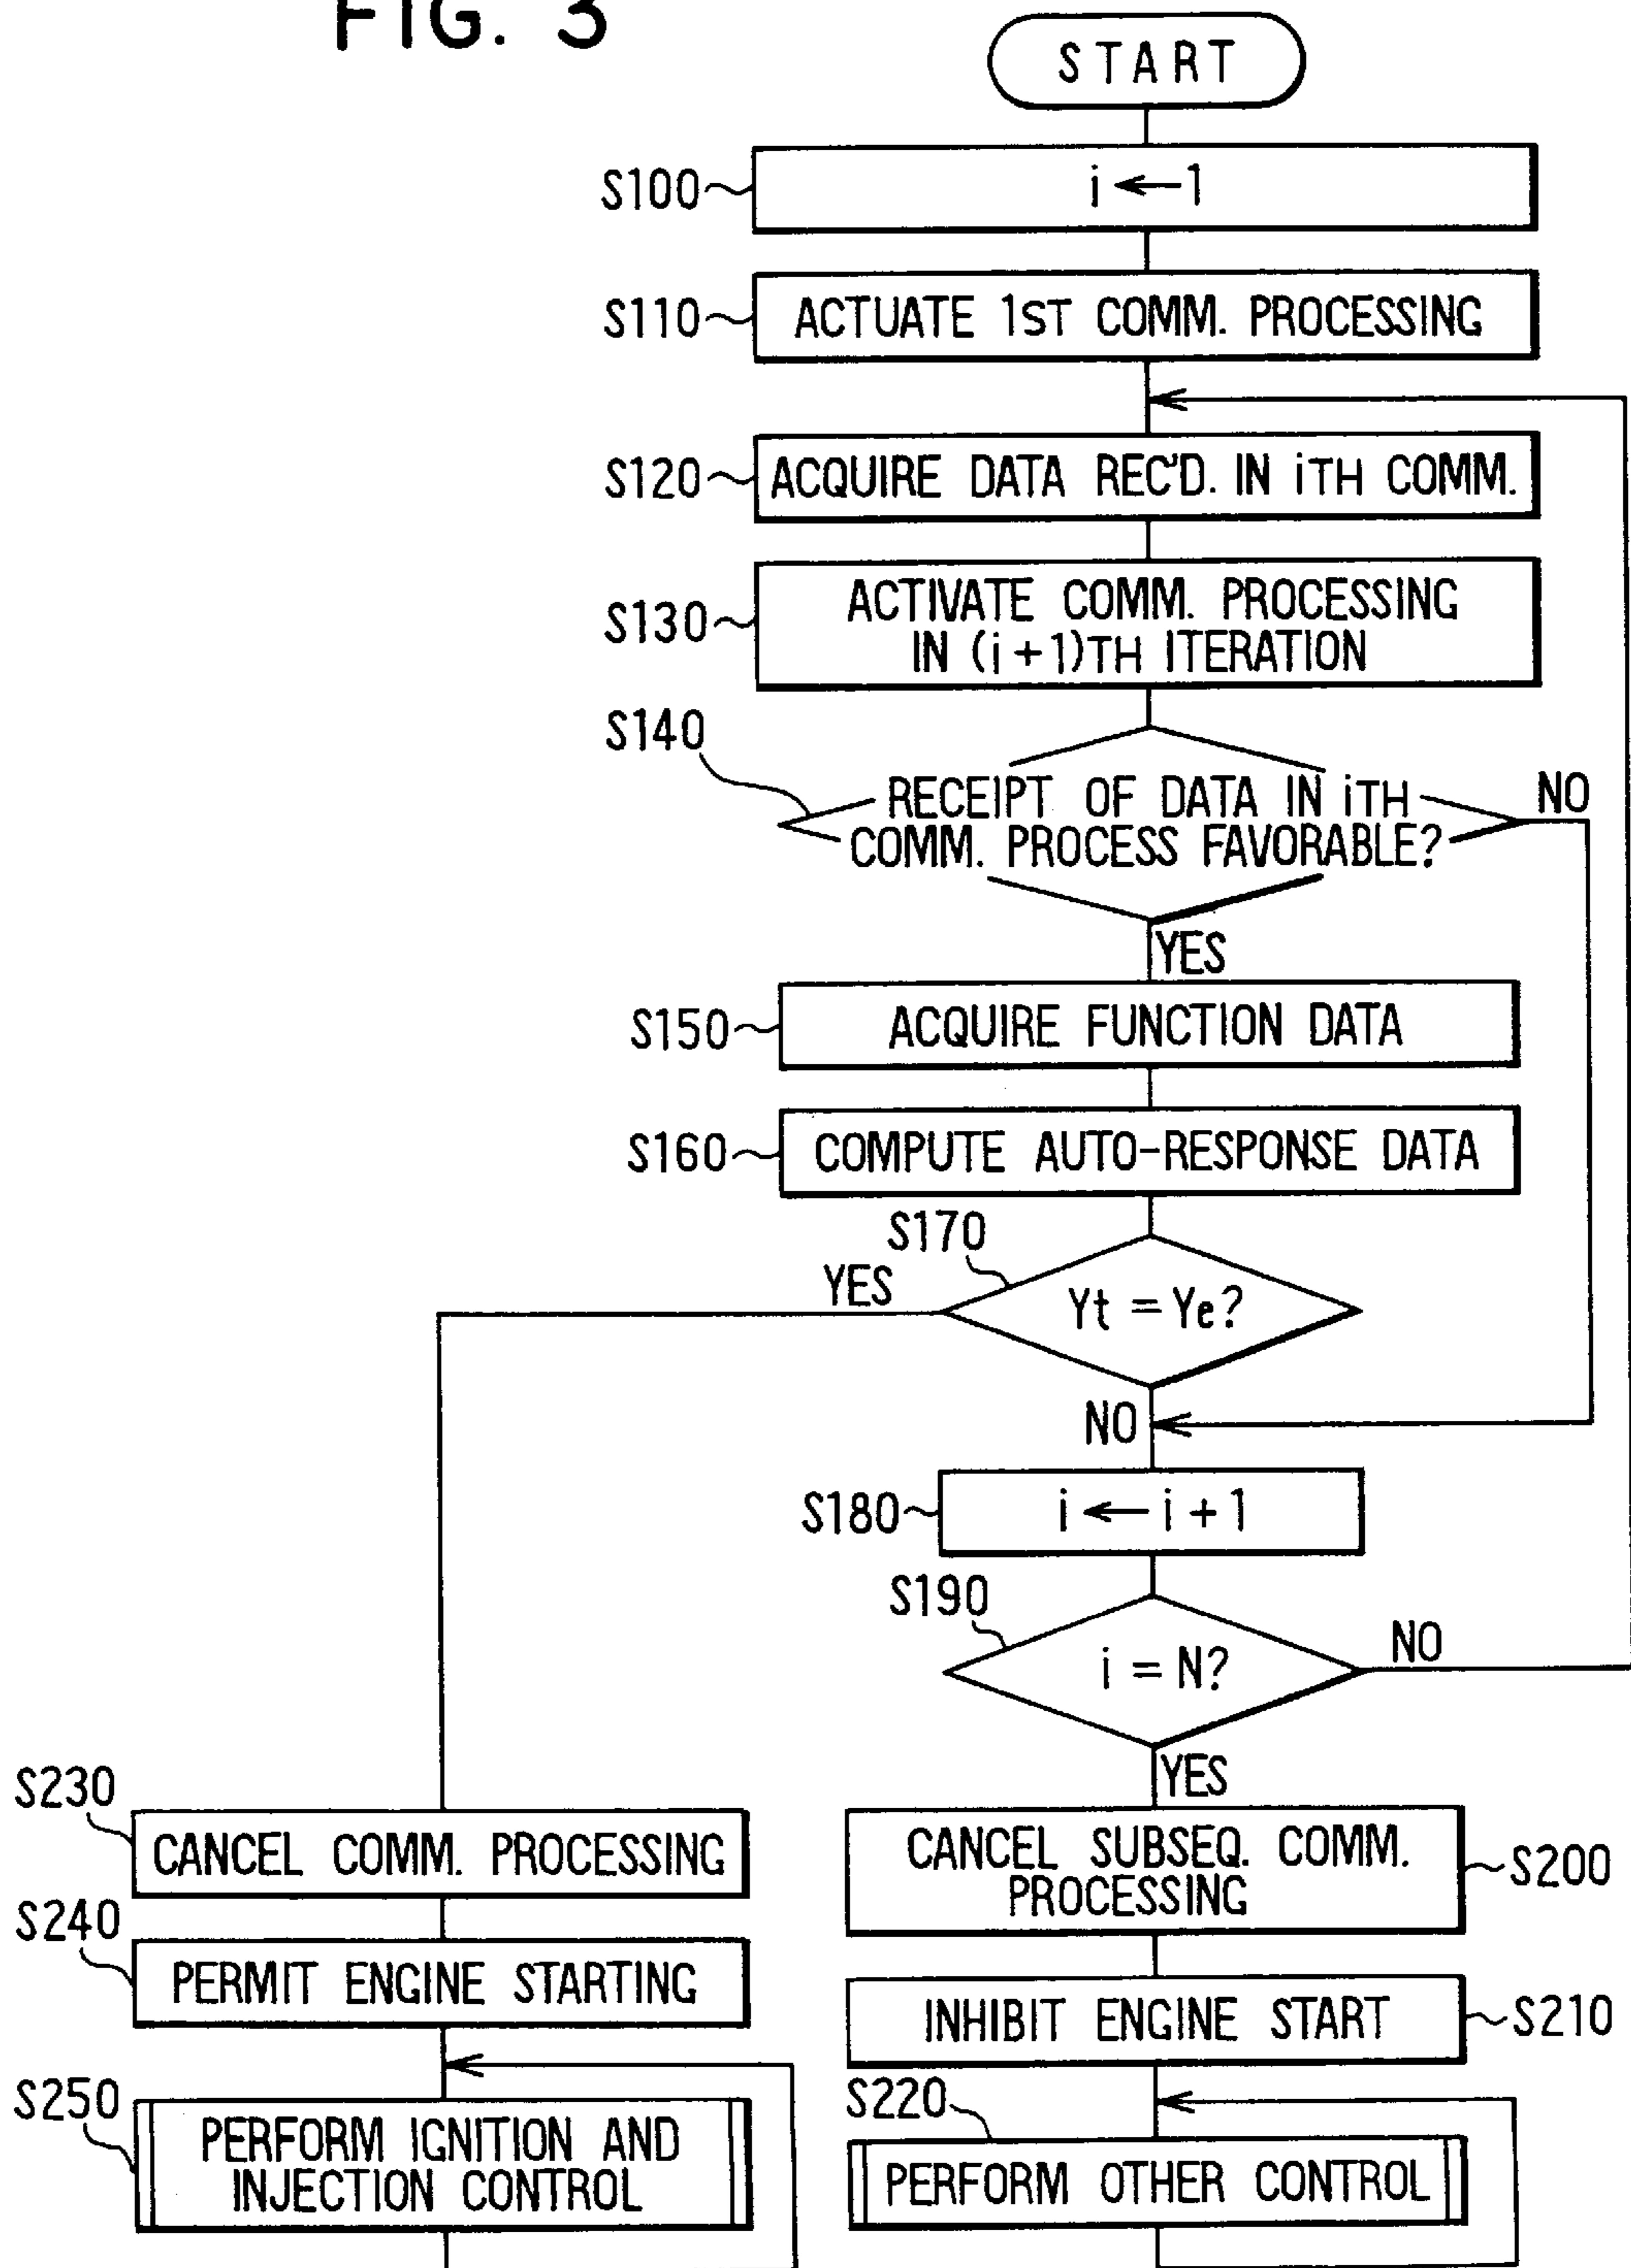 FIG. 3
START
S100
i ← 1
S110
ACTUATE 1ST COMM. PROCESSING
S120
ACQUIRE DATA REC'D. IN iTH COMM.
S130
ACTIVATE COMM. PROCESSING
IN (i+1)TH ITERATION
S140
RECEIPT OF DATA IN iTH
COMM. PROCESS FAVORABLE?
NO
YES
S150
ACQUIRE FUNCTION DATA
S160
COMPUTE AUTO-RESPONSE DATA
S170
YES
Yt = Ye?
NO
S180
i ← i + 1
S190
i = N?
NO
YES
S230
CANCEL COMM. PROCESSING
CANCEL SUBSEQ. COMM.
PROCESSING
S200
S240
PERMIT ENGINE STARTING
INHIBIT ENGINE START
S210
S250
PERFORM IGNITION AND
INJECTION CONTROL
S220
PERFORM OTHER CONTROL